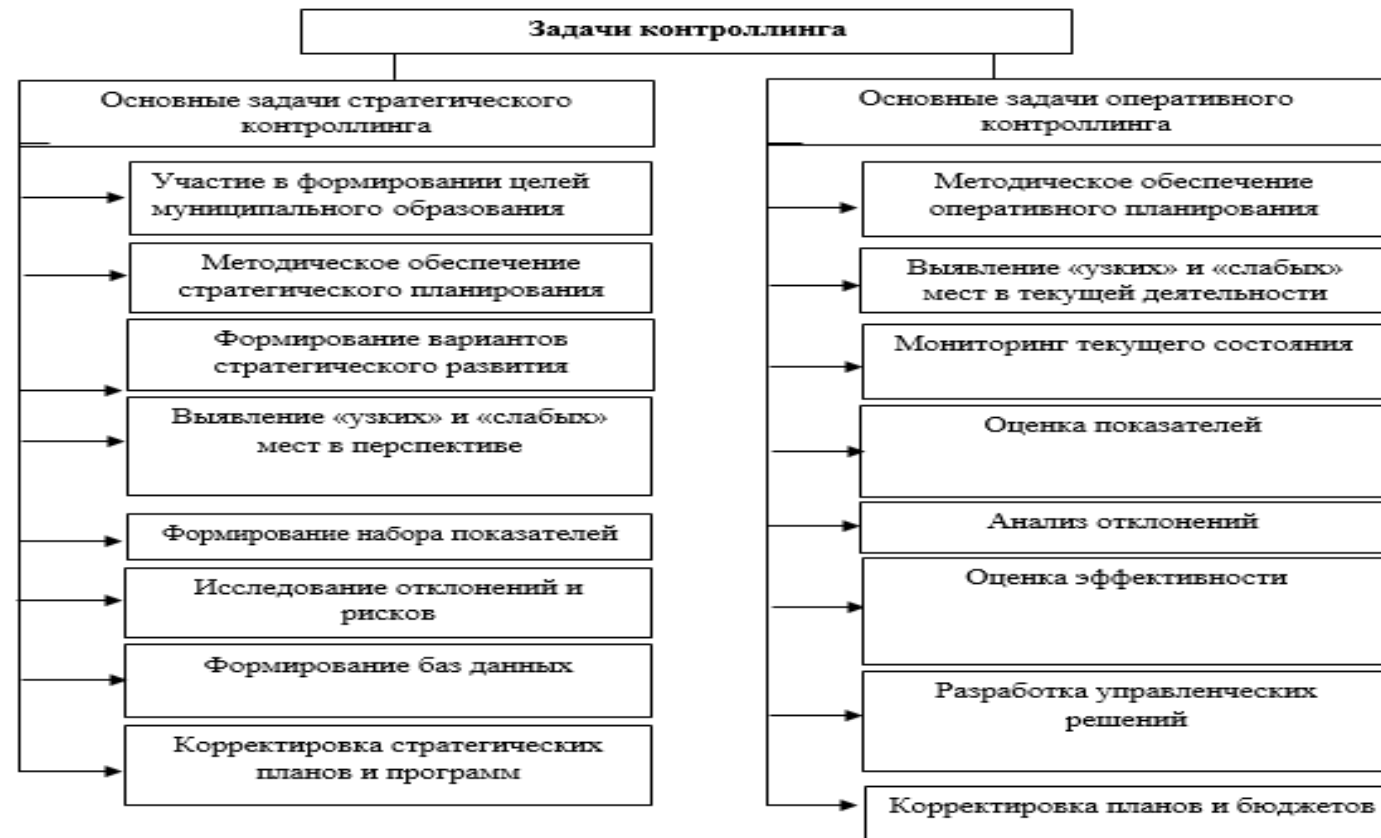 Задачи контроллинга
Основные задачи стратегического
контроллинга
Участие в формировании целей
муниципального образования
Методическое обеспечение
стратегического планирования
Формирование вариантов
стратегического развития
Выявление «узких» и «слабых»
мест в перспективе
Формирование набора показателей
Исследование отклонений и
рисков
Формирование баз данных
Корректировка стратегических
планов и программ
Основные задачи оперативного
контроллинга
Методическое обеспечение
оперативного планирования
Выявление «узких» и «слабых»
мест в текущей деятельности
Мониторинг текущего состояния
Оценка показателей
Анализ отклонений
Оценка эффективности
Разработка управленческих
решений
Корректировка планов и бюджетов